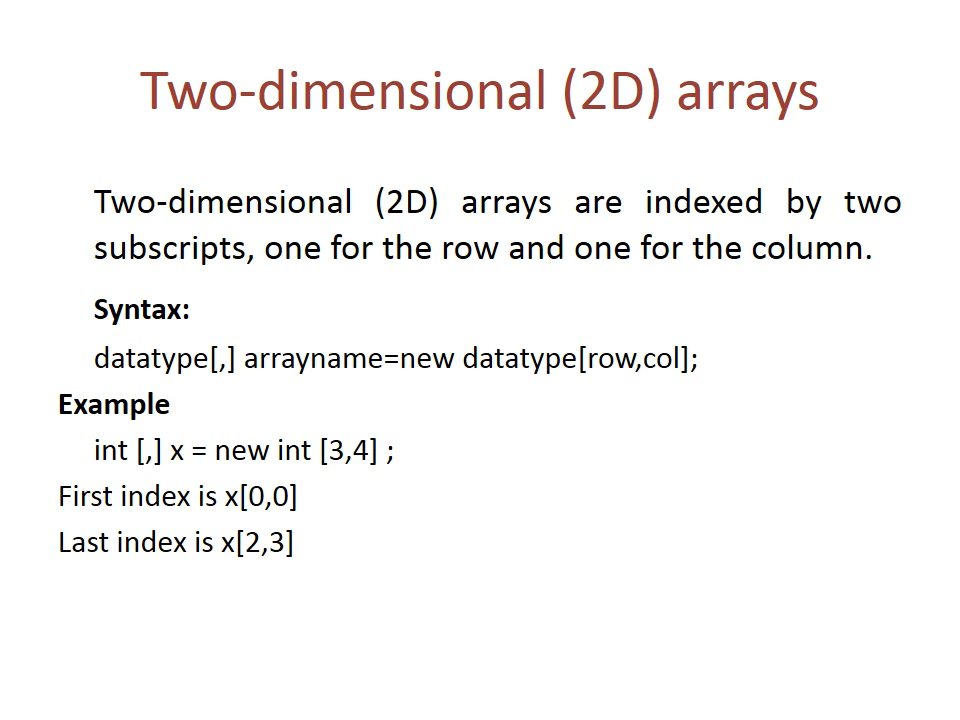 Two-dimensional (2D) arrays
Two-dimensional (2D) arrays are indexed by two
subscripts, one for the row and one for the column.
Syntax:
datatype[,] arrayname=new datatype[row,col];
Example
int [,] x = new int [3,4] ;
First index is x[0,0]
Last index is x[2,3]